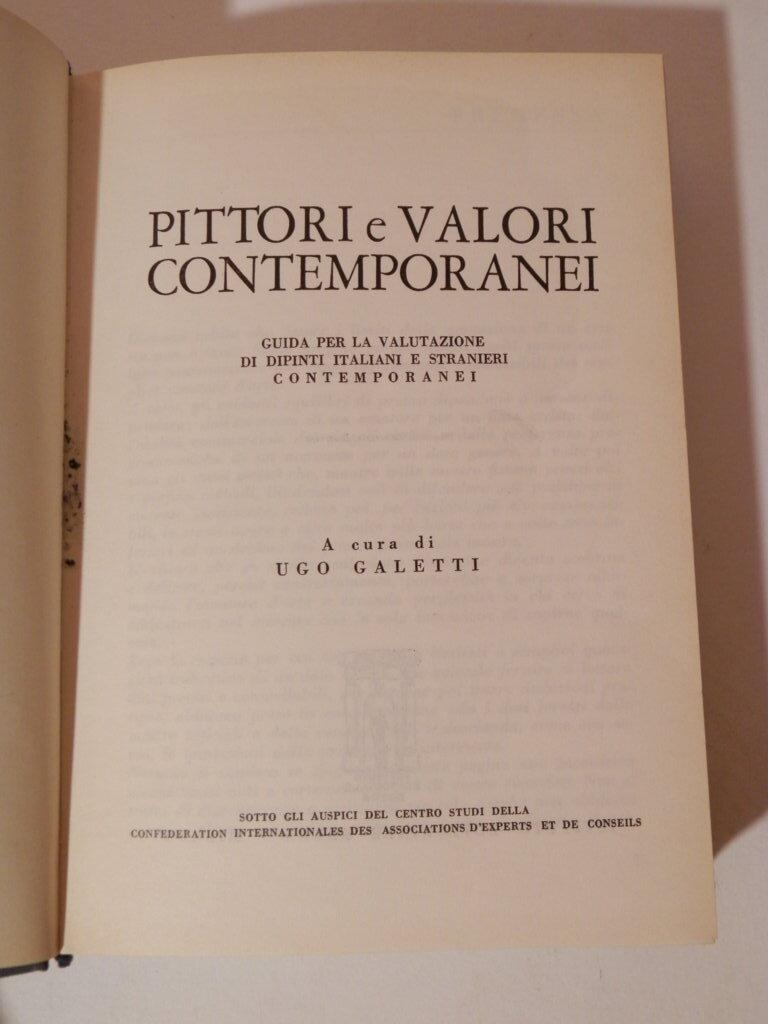 PITTORI e VALORI
CONTEMPORANEI
GUIDA PER LA VALUTAZIONE
DI DIPINTI ITALIANI E STRANIERI
CONTEMPORANEI
A cura di
UGO GALETTI
SOTTO GLI AUSPICI DEL CENTRO STUDI DELLA
CONFEDERATION INTERNATIONALES DES ASSOCIATIONS D'EXPERTS ET DE CONSEILS